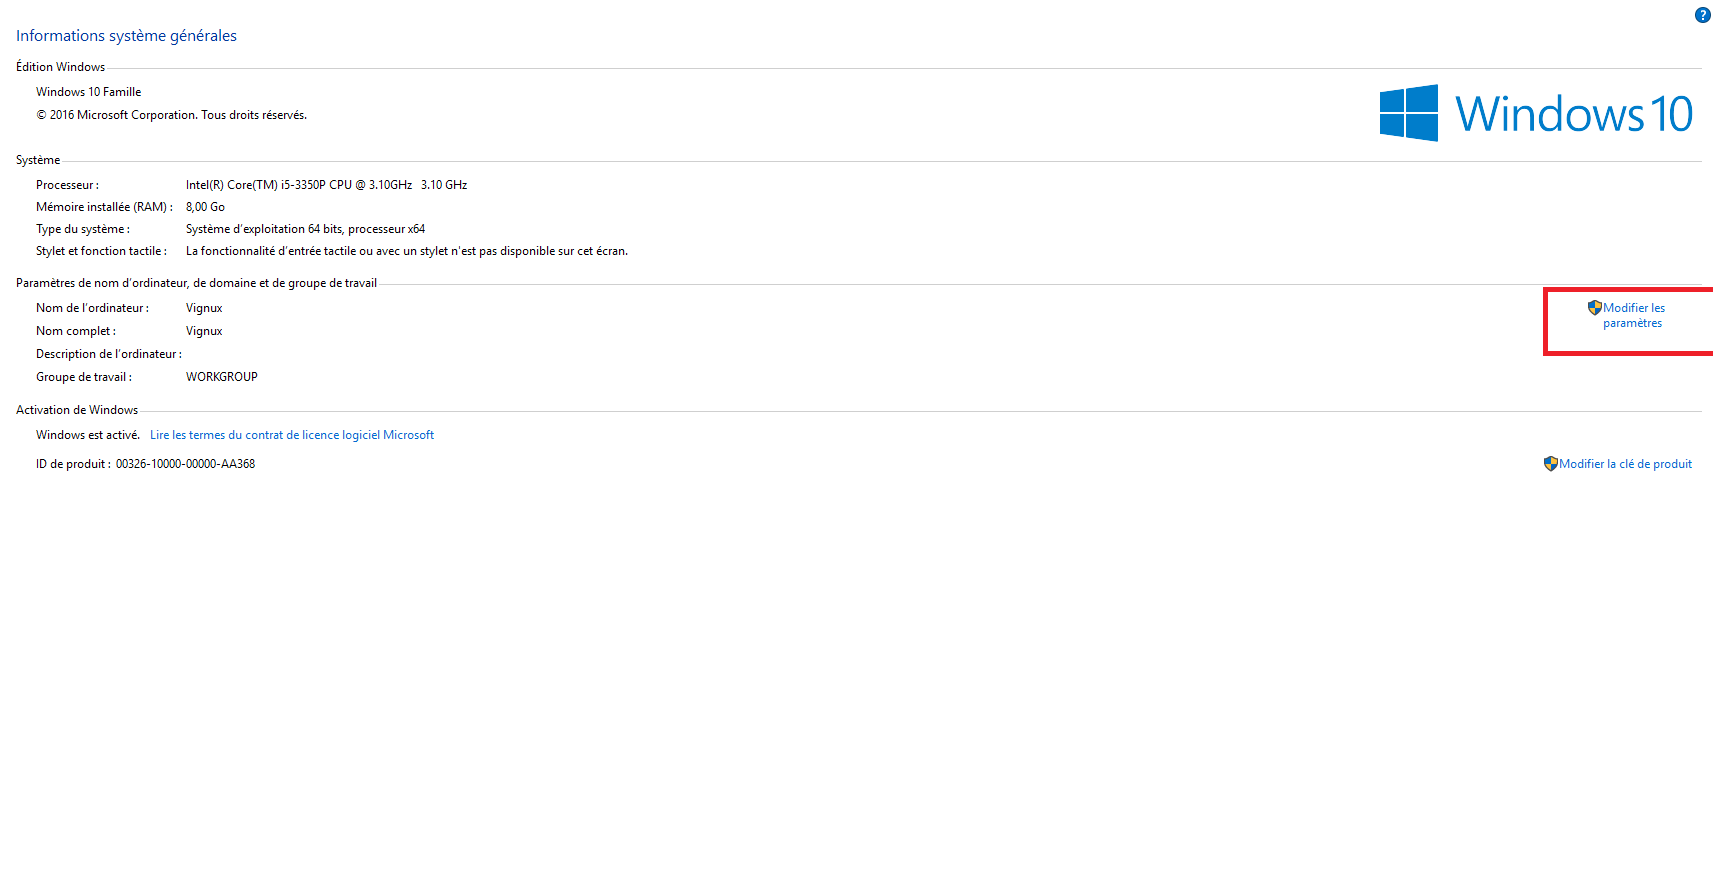 ?
Informations système générales
Édition Windows
Windows 10 Famille
© 2016 Microsoft Corporation. Tous droits réservés.
Windows 10
Système
Processeur : Intel(R) Core(TM) i5-3350P CPU @ 3.10GHz 3.10 GHz
Mémoire installée (RAM) : 8,00 Go
Type du système : Système d'exploitation 64 bits, processeur x64
Stylet et fonction tactile : La fonctionnalité d'entrée tactile ou avec un stylet n'est pas disponible sur cet écran.
Paramètres de nom d'ordinateur, de domaine et de groupe de travail
Nom de l'ordinateur : Vignux
Modifier les
paramètres
Nom complet : Vignux
Description de l'ordinateur :
Groupe de travail : WORKGROUP
Activation de Windows
Windows est activé. Lire les termes du contrat de licence logiciel Microsoft
ID de produit : 00326-10000-00000-AA368
Modifier la clé de produit